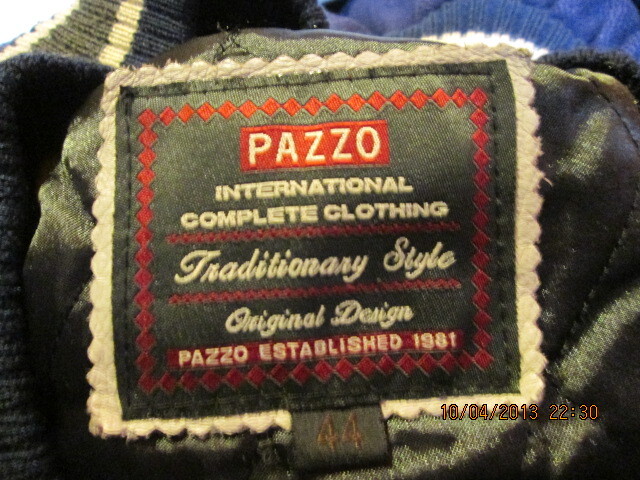 PAZZO
INTERNATIONAL
COMPLETE CLOTHING
Traditionary Style
Original Design
PAZZO ESTABLISHED 1981
44
10/04/2013 22:30